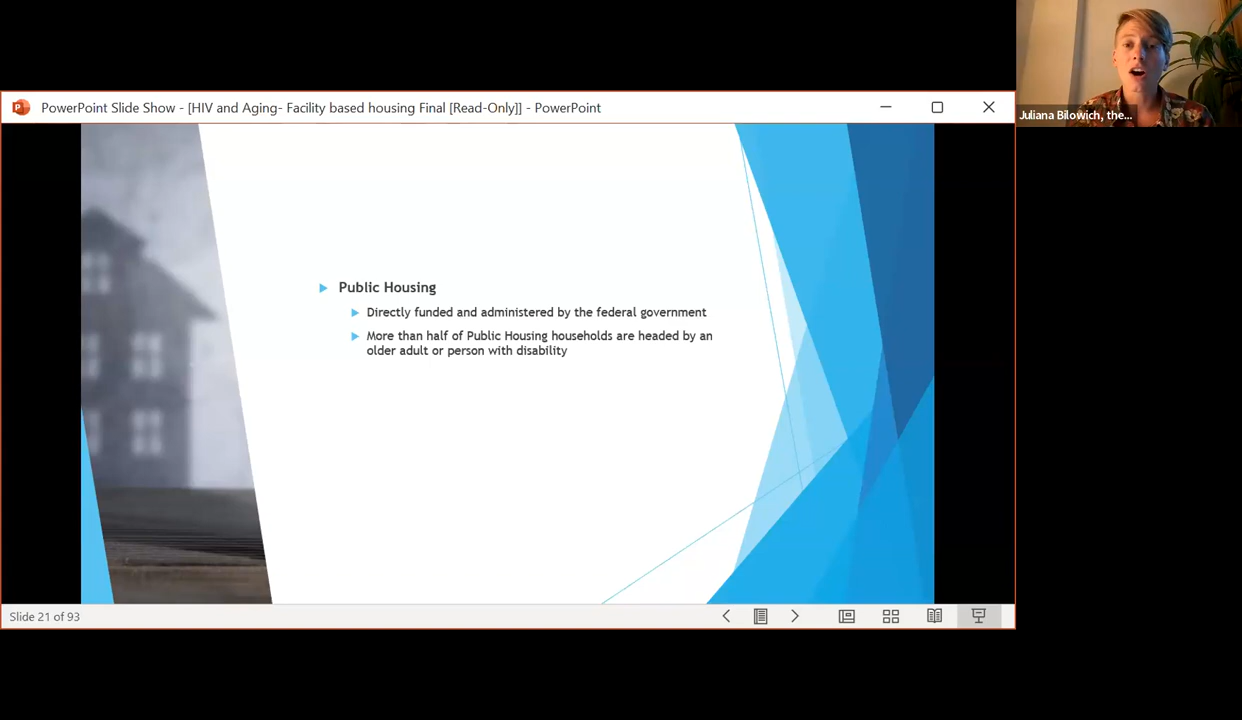 PowerPoint Slide Show - [HIV and Aging- Facility based housing Final [Read-Only]] - PowerPoint
Juliana Bilowich, the...
Public Housing
Directly funded and administered by the federal government
More than half of Public Housing households are headed by an
older adult or person with disability
Slide 21 of 93